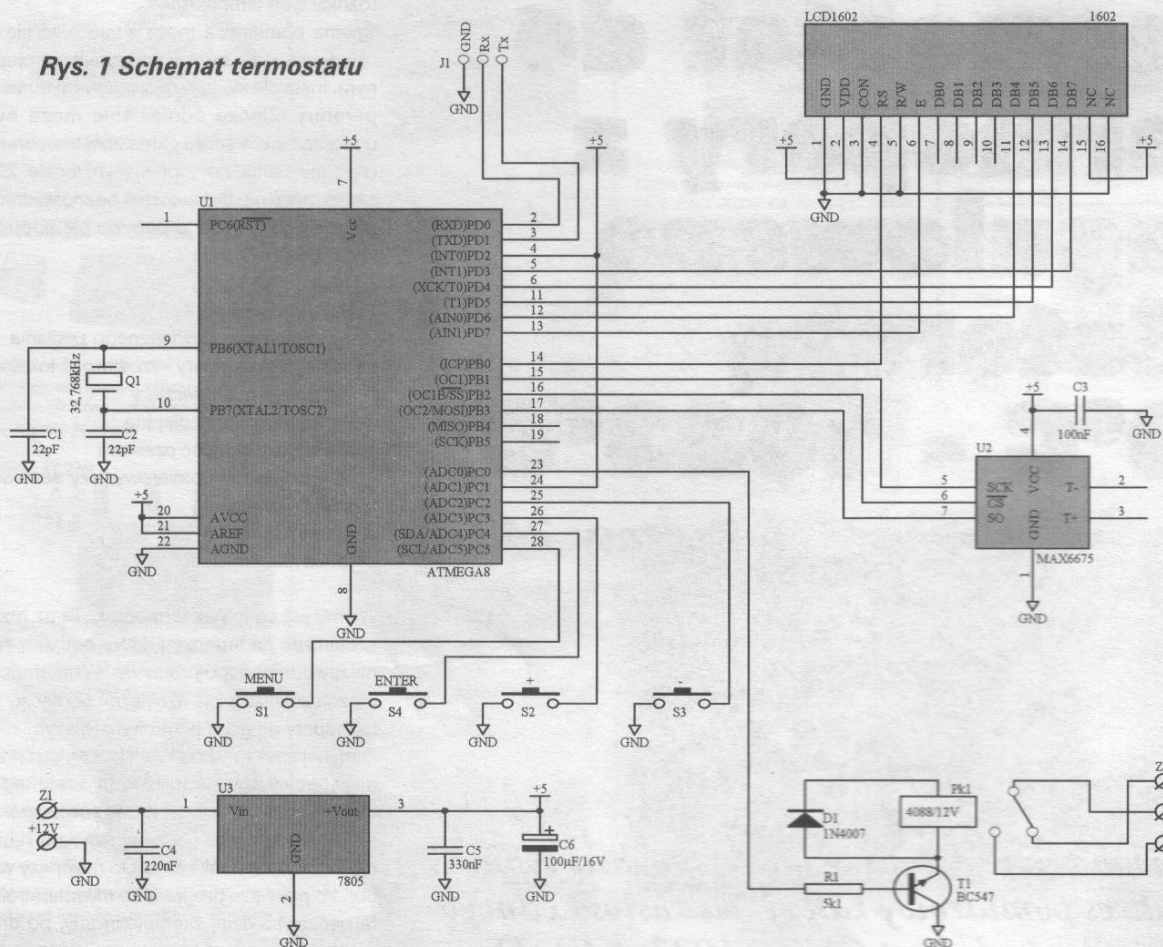 Rys. 1 Schemat termostatu
J1
GND
Rx
Tx
GND
LCD1602
1602
GND
VDD
CON
RS
R/W
E
DB0
DB1
DB2
DB3
DB4
DB5
DB6
DB7
NC
NC
1
2
3
4
5
6
7
8
9
10
11
12
13
14
15
16
+5
+5
GND
+5
7
+5
U1
1
PC6(RST)
Vcc
(RXD)PD0
2
(TXD)PD1
3
(INT0)PD2
4
(INT1)PD3
5
(XCK/T0)PD4
6
(T1)PD5
11
(AIN0)PD6
12
(AIN1)PD7
13
9
PB6(XTAL1/TOSC1)
32,768kHz
Q1
10
PB7(XTAL2/TOSC2)
C1
22pF
C2
22pF
GND
GND
(ICP)PB0
14
(OC1)PB1
15
(OC1B/SS)PB2
16
(OC2/MOSI)PB3
17
(MISO)PB4
18
(SCK)PB5
19
(ADC0)PC0
23
(ADC1)PC1
24
(ADC2)PC2
25
(ADC3)PC3
26
(SDA/ADC4)PC4
27
(SCL/ADC5)PC5
28
+5
20
AVCC
21
AREF
22
AGND
GND
GND
ATMEGA8
8
GND
+5
C3
100nF
GND
4
U2
5
SCK
6
7
SO
VCC
GND
T-
2
T+
3
MAX6675
1
GND
MENU
S1
GND
ENTER
S4
GND
+
S2
GND
-
S3
GND
Z1
+12V
GND
C4
220nF
GND
U3
1
Vin
+Vout
3
GND
7805
2
GND
C5
330nF
GND
+5
+
C6
100µF/16V
GND
D1
1N4007
Pk1
4088/12V
R1
5k1
T1
BC547
GND